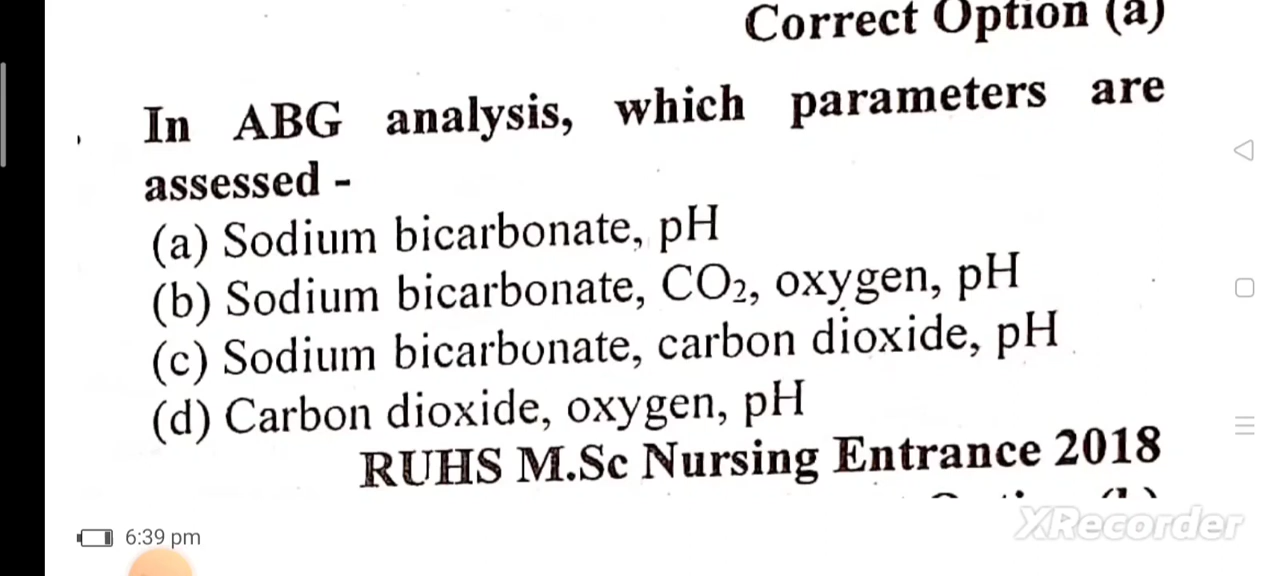 Correct Option (a)
In ABG analysis, which parameters are
assessed -
(a) Sodium bicarbonate, pH
(b) Sodium bicarbonate, CO₂, oxygen, pH
(c) Sodium bicarbonate, carbon dioxide, pH
(d) Carbon dioxide, oxygen, pH
RUHS M.Sc Nursing Entrance 2018
XRecorder
6:39 pm